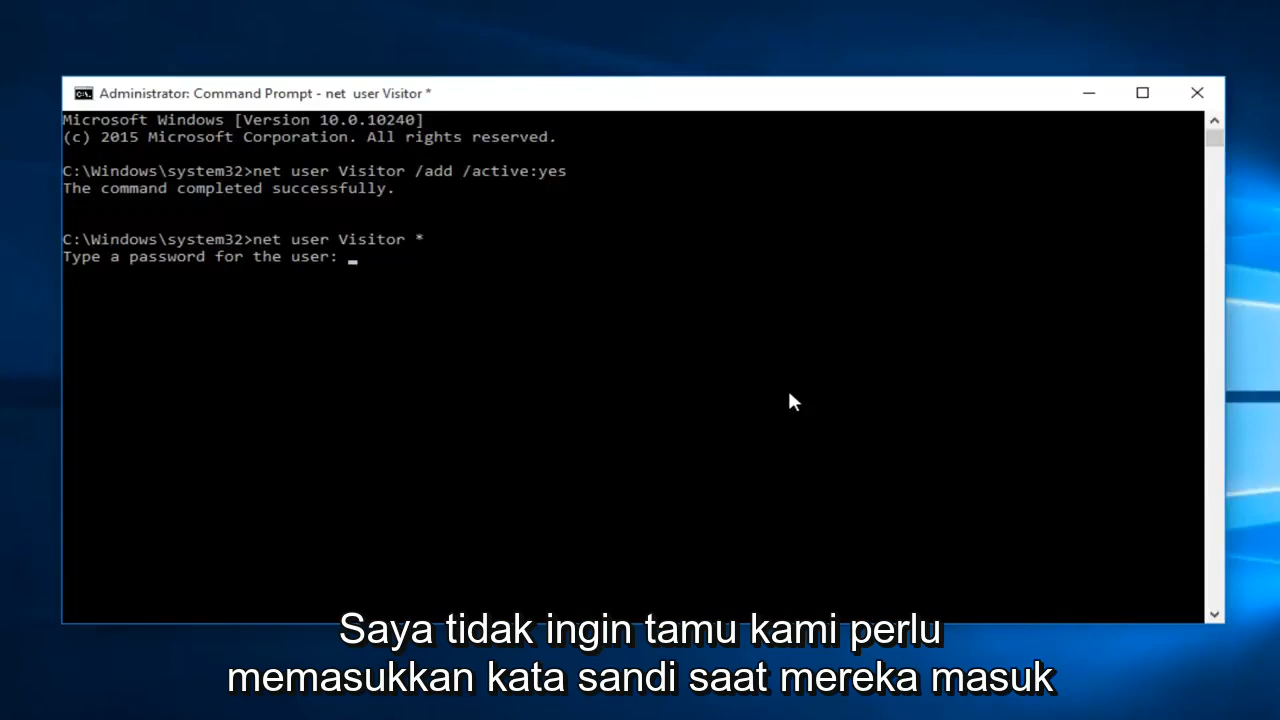 Administrator: Command Prompt - net  user Visitor *
Microsoft Windows [Version 10.0.10240]
(c) 2015 Microsoft Corporation. All rights reserved.
C:\Windows\system32>net user Visitor /add /active:yes
The command completed successfully.
C:\Windows\system32>net user Visitor *
Type a password for the user:
Saya tidak ingin tamu kami perlu
memasukkan kata sandi saat mereka masuk